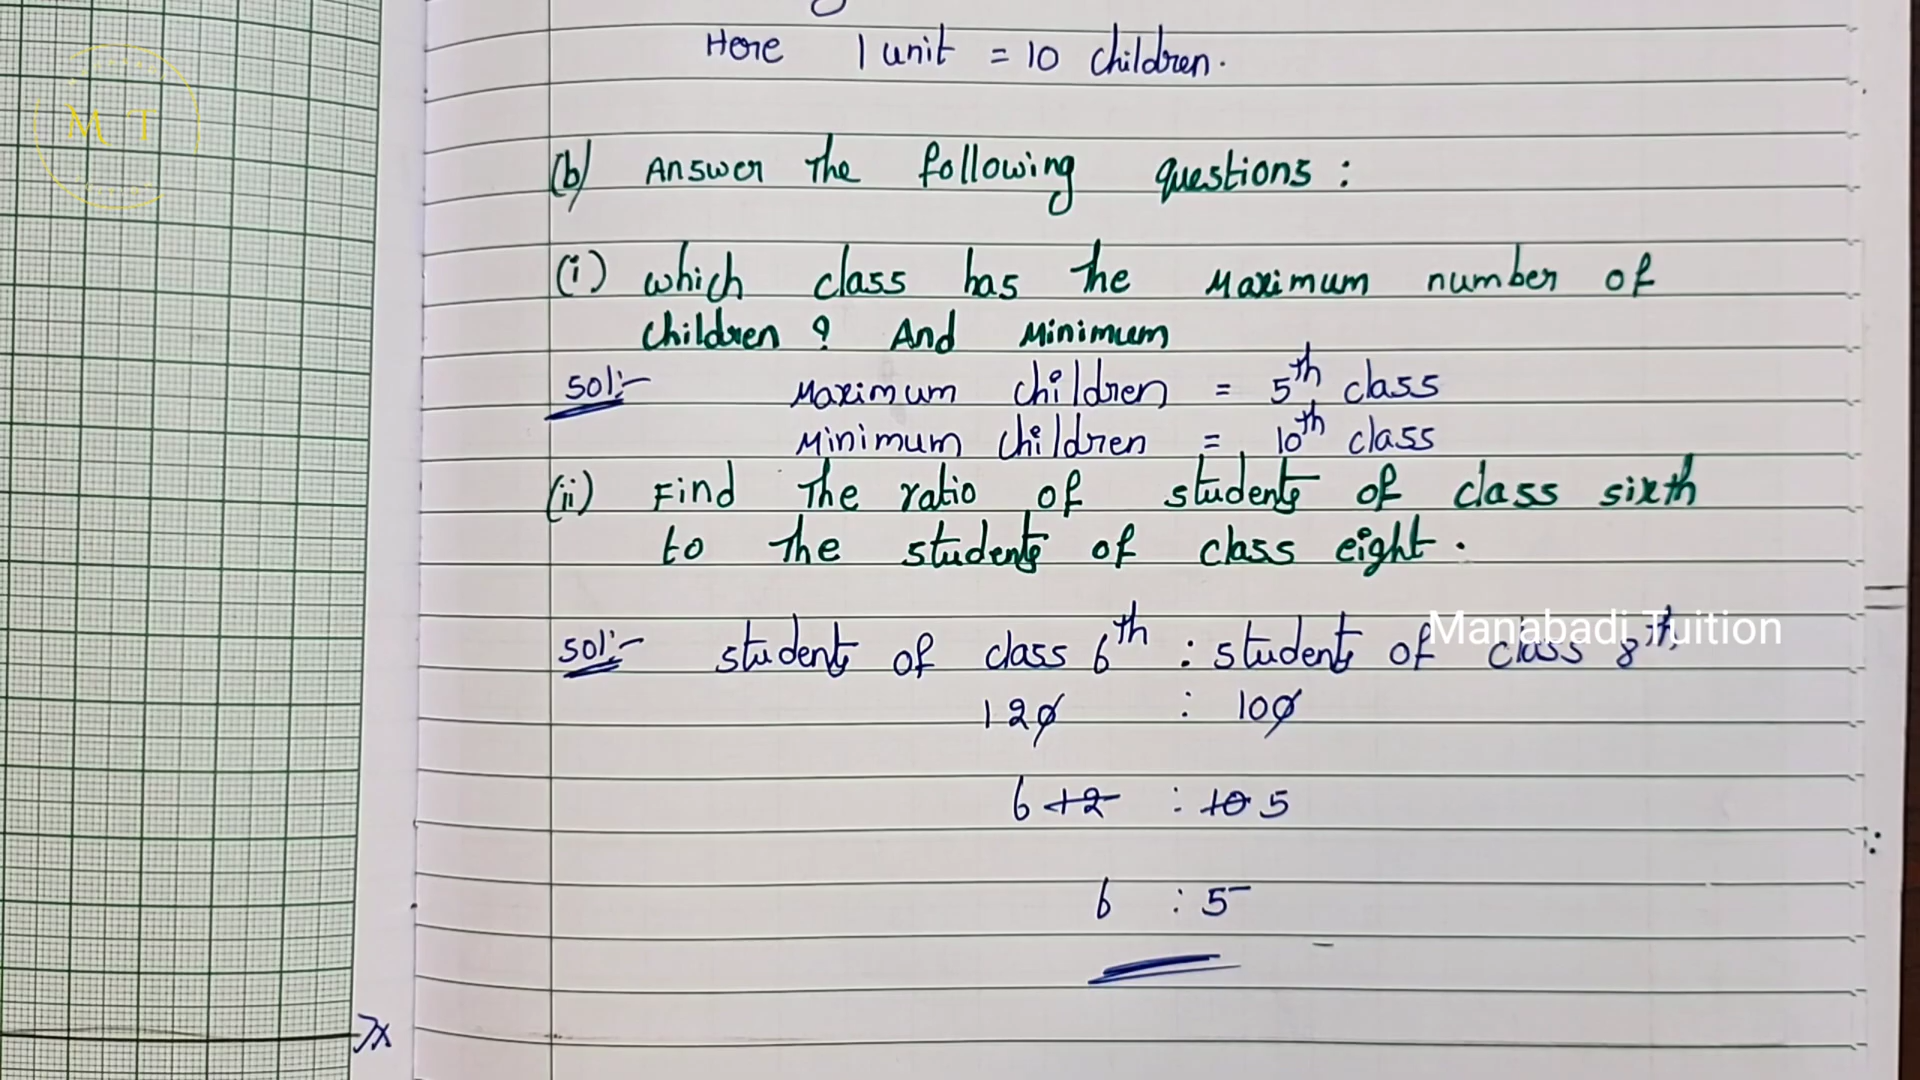 M T
Here 1 unit = 10 children.
(b) Answer the following questions :
(i) which class has the Maximum number of
children ? And Minimum
Sol:- Maximum children = 5th class
Minimum children = 10th class
(ii) Find the ratio of students of class sixth
to the students of class eight.
Manabadi Tuition
Sol:- students of class 6th : students of class 8th.
120 : 100
6 12 : 10 5
6 : 5
x